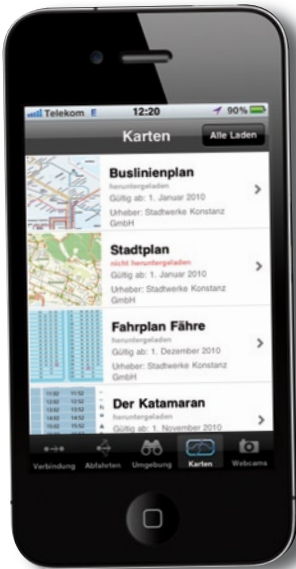 Telekom E 12:20 90%
Karten Alle Laden
Buslinienplan
heruntergeladen
Gültig ab: 1. Januar 2010
Urheber: Stadtwerke Konstanz
GmbH
Stadtplan
nicht heruntergeladen
Gültig ab: 1. Januar 2010
Urheber: Stadtwerke Konstanz
GmbH
Fahrplan Fähre
heruntergeladen
Gültig ab: 1. Dezember 2010
Urheber: Stadtwerke Konstanz
GmbH
Der Katamaran
heruntergeladen
Gültig ab: 1. November 2010
Verbindung Abfahrten Umgebung Karten Webcams